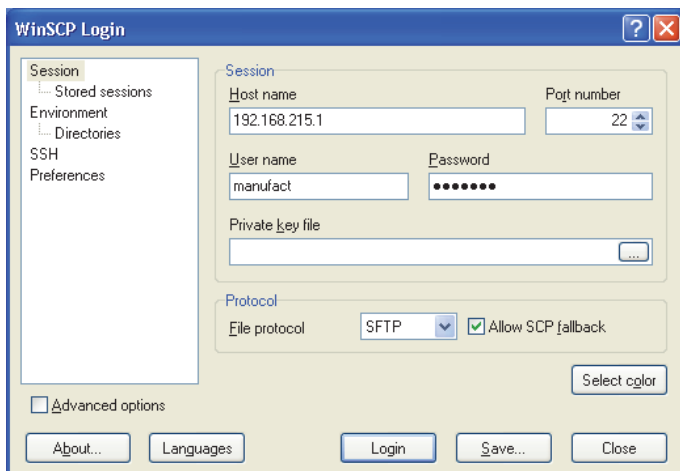 WinSCP Login
Session
Stored sessions
Environment
Directories
SSH
Preferences
Advanced options
Session
Host name
Port number
192.168.215.1
22
User name
Password
manufact
●●●●●●●
Private key file
...
Protocol
File protocol
SFTP
Allow SCP fallback
Select color
About...
Languages
Login
Save...
Close